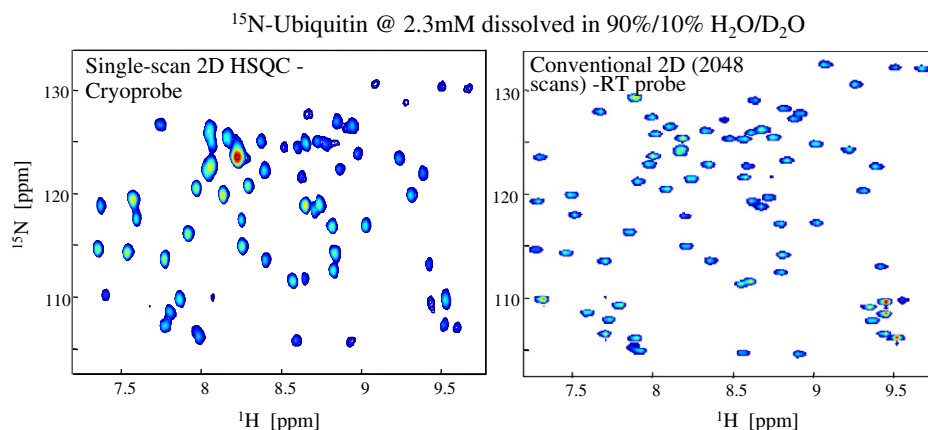 ¹⁵N-Ubiquitin @ 2.3mM dissolved in 90%/10% H₂O/D₂O
Single-scan 2D HSQC -
Cryoprobe
130
120
110
¹⁵N [ppm]
7.5 8 8.5 9 9.5
¹H [ppm]
Conventional 2D (2048
scans) -RT probe
130
120
110
7.5 8 8.5 9 9.5
¹H [ppm]